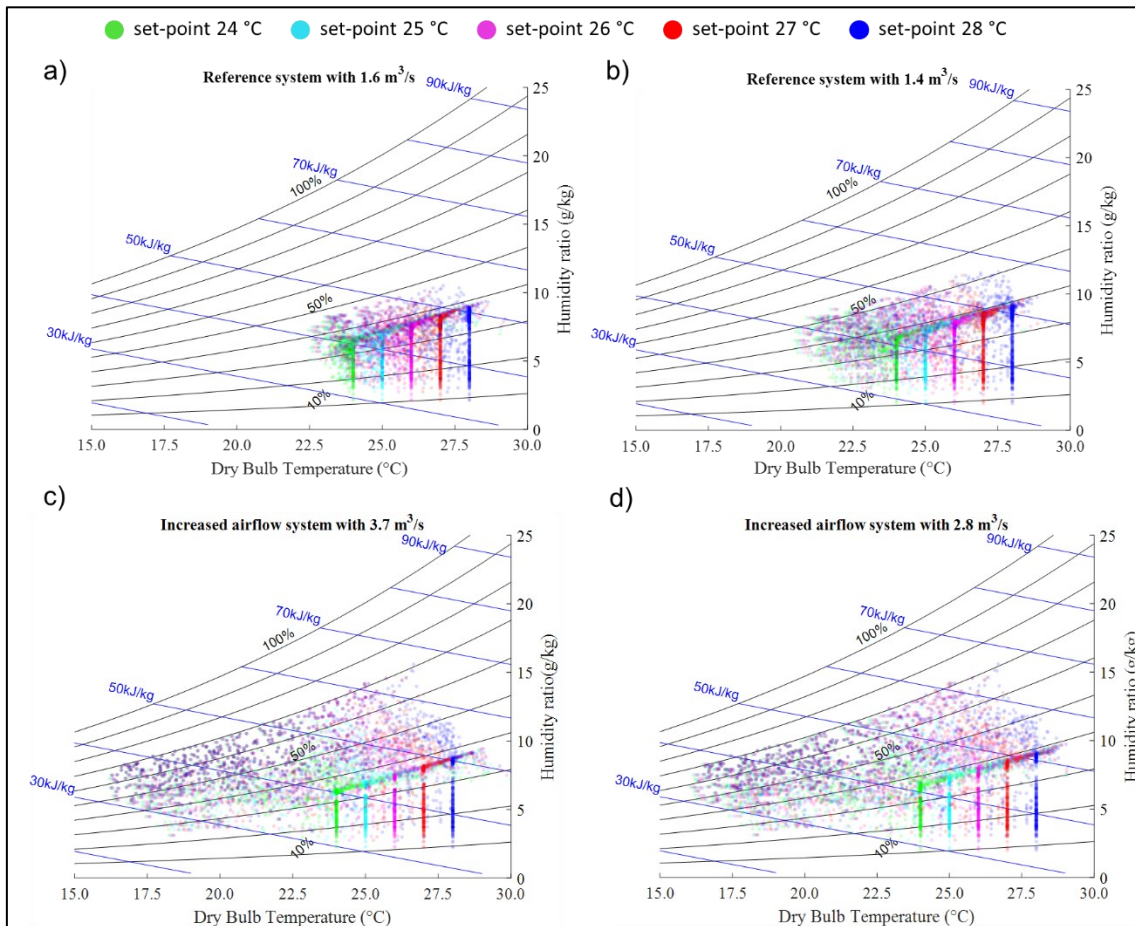 set-point 24 °C set-point 25 °C set-point 26 °C set-point 27 °C set-point 28 °C
a)
Reference system with 1.6 m³/s
90kJ/kg
70kJ/kg
50kJ/kg
30kJ/kg
100%
50%
10%
25
20
15
10
5
0
Humidity ratio (g/kg)
15.0 17.5 20.0 22.5 25.0 27.5 30.0
Dry Bulb Temperature (°C)
b)
Reference system with 1.4 m³/s
90kJ/kg
70kJ/kg
50kJ/kg
30kJ/kg
100%
50%
10%
25
20
15
10
5
0
Humidity ratio (g/kg)
15.0 17.5 20.0 22.5 25.0 27.5 30.0
Dry Bulb Temperature (°C)
c)
Increased airflow system with 3.7 m³/s
90kJ/kg
70kJ/kg
50kJ/kg
30kJ/kg
100%
50%
10%
25
20
15
10
5
0
Humidity ratio(g/kg)
15.0 17.5 20.0 22.5 25.0 27.5 30.0
Dry Bulb Temperature (°C)
d)
Increased airflow system with 2.8 m³/s
90kJ/kg
70kJ/kg
50kJ/kg
30kJ/kg
100%
50%
10%
25
20
15
10
5
0
Humidity ratio (g/kg)
15.0 17.5 20.0 22.5 25.0 27.5 30.0
Dry Bulb Temperature (°C)